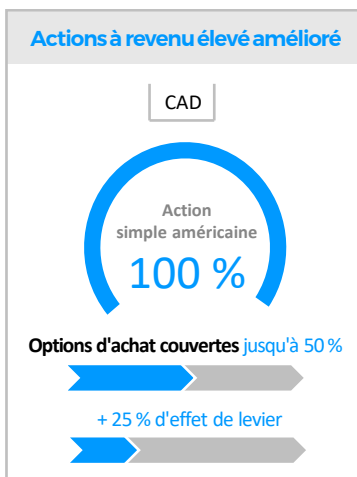 Actions à revenu élevé amélioré
CAD
Action
simple américaine
100 %
Options d'achat couvertes jusqu'à 50 %
+ 25 % d'effet de levier